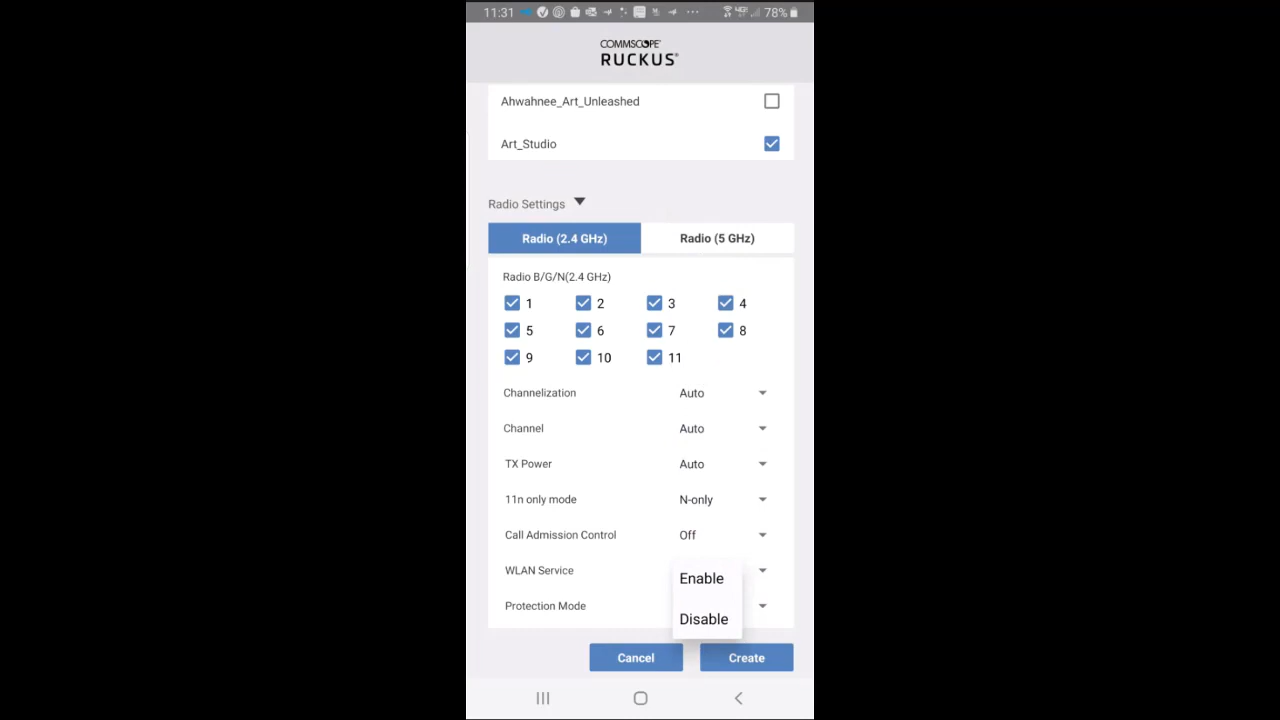 11:31 78%
COMMSCOPE
RUCKUS
Ahwahnee_Art_Unleashed
Art_Studio
Radio Settings
Radio (2.4 GHz) Radio (5 GHz)
Radio B/G/N(2.4 GHz)
1 2 3 4
5 6 7 8
9 10 11
Channelization Auto
Channel Auto
TX Power Auto
11n only mode N-only
Call Admission Control Off
WLAN Service
Enable
Protection Mode
Disable
Cancel Create